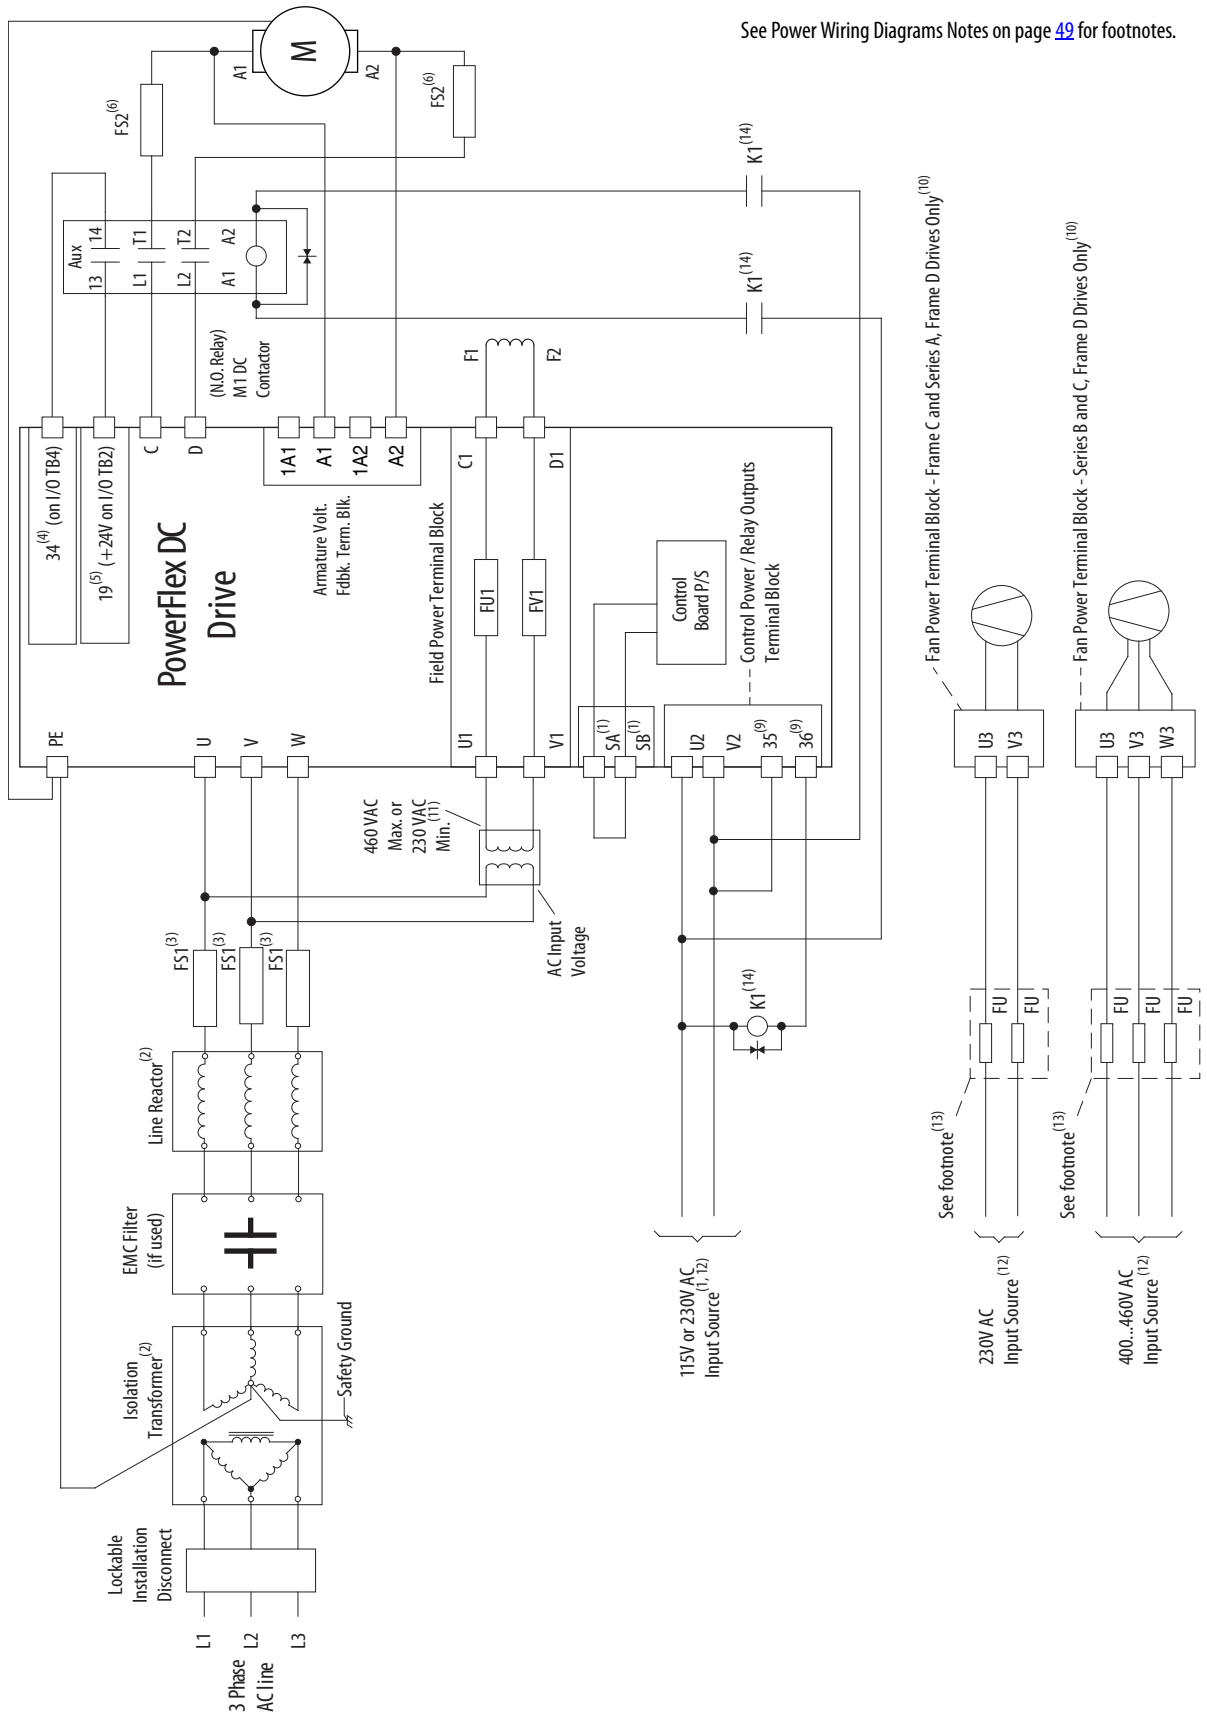 See Power Wiring Diagrams Notes on page 49 for footnotes.
3 Phase
AC line
L1
L2
L3
Lockable
Installation
Disconnect
Isolation
Transformer(2)
Safety Ground
EMC Filter
(if used)
Line Reactor(2)
FS1(3)
FS1(3)
FS1(3)
AC Input
Voltage
460 VAC
Max. or
230 VAC
Min.(11)
PE
U
V
W
U1
V1
SA(1)
SB(1)
U2
V2
35(9)
36(9)
PowerFlex DC
Drive
34(4) (on I/O TB4)
19(5) (+24V on I/O TB2)
C
D
1A1
A1
1A2
A2
Armature Volt.
Fdbk. Term. Blk.
Field Power Terminal Block
FU1
FV1
C1
D1
F1
F2
Control
Board P/S
Control Power / Relay Outputs
Terminal Block
(N.O. Relay)
M1 DC
Contactor
Aux
13
14
L1
T1
L2
T2
A1
A2
FS2(6)
A1
M
A2
FS2(6)
K1(14)
K1(14)
K1(14)
115V or 230V AC
Input Source(1, 12)
230V AC
Input Source(12)
See footnote(13)
FU
FU
U3
V3
Fan Power Terminal Block - Frame C and Series A, Frame D Drives Only(10)
400...460V AC
Input Source(12)
See footnote(13)
FU
FU
FU
U3
V3
W3
Fan Power Terminal Block - Series B and C, Frame D Drives Only(10)